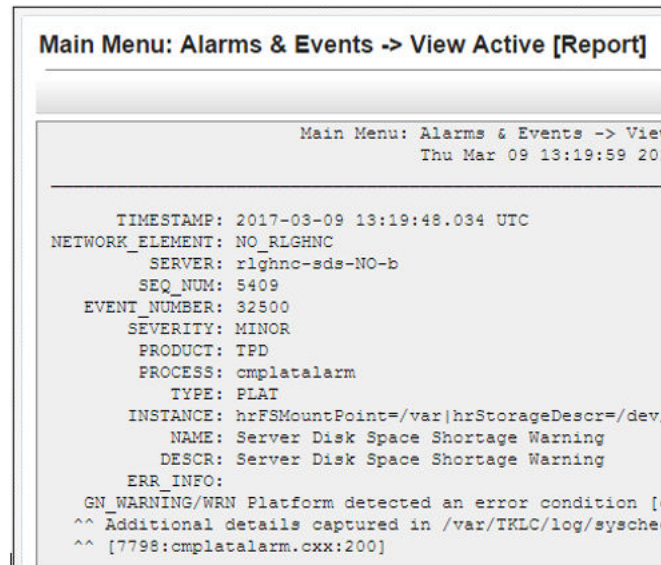 Main Menu: Alarms & Events -> View Active [Report]
Main Menu: Alarms & Events -> Vie
Thu Mar 09 13:19:59 20
TIMESTAMP: 2017-03-09 13:19:48.034 UTC
NETWORK_ELEMENT: NO_RLGHNC
SERVER: rlghnc-sds-NO-b
SEQ_NUM: 5409
EVENT_NUMBER: 32500
SEVERITY: MINOR
PRODUCT: TPD
PROCESS: cmplatalarm
TYPE: PLAT
INSTANCE: hrFSMountPoint=/var|hrStorageDescr=/dev/
NAME: Server Disk Space Shortage Warning
DESCR: Server Disk Space Shortage Warning
ERR_INFO:
GN_WARNING/WRN Platform detected an error condition [
^^ Additional details captured in /var/TKLC/log/sysche
^^ [7798:cmplatalarm.cxx:200]